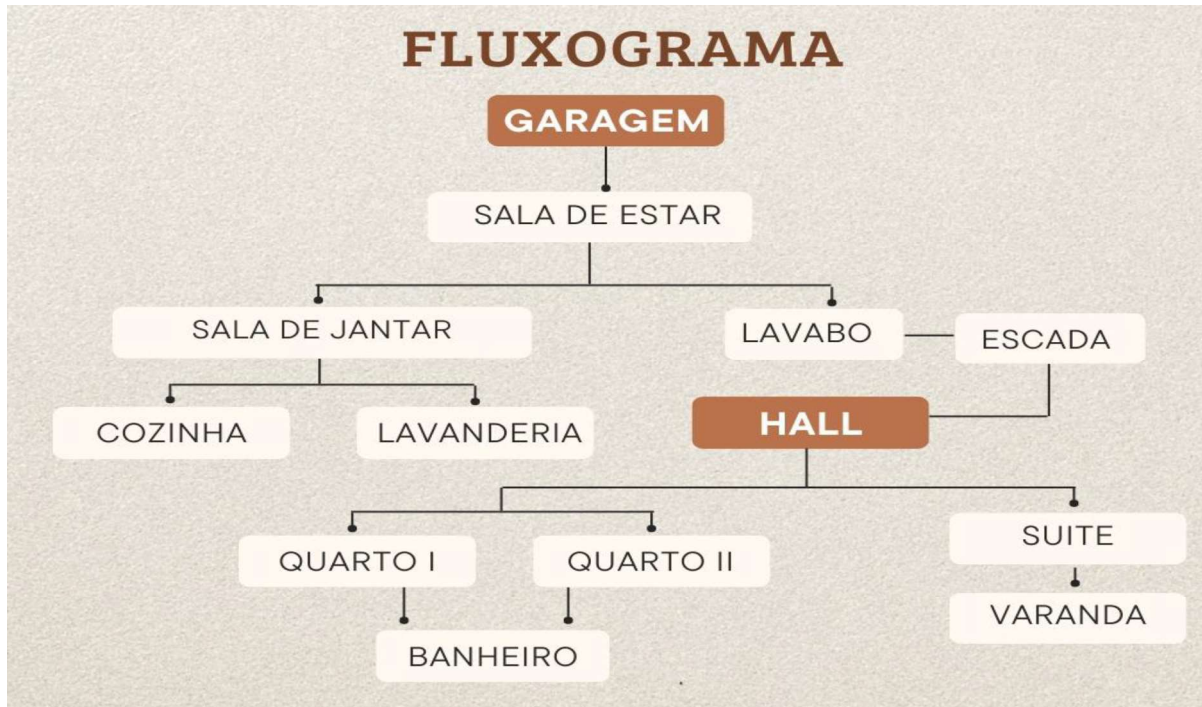 FLUXOGRAMA
GARAGEM
SALA DE ESTAR
SALA DE JANTAR
LAVABO
ESCADA
COZINHA
LAVANDERIA
HALL
QUARTO I
QUARTO II
SUITE
VARANDA
BANHEIRO